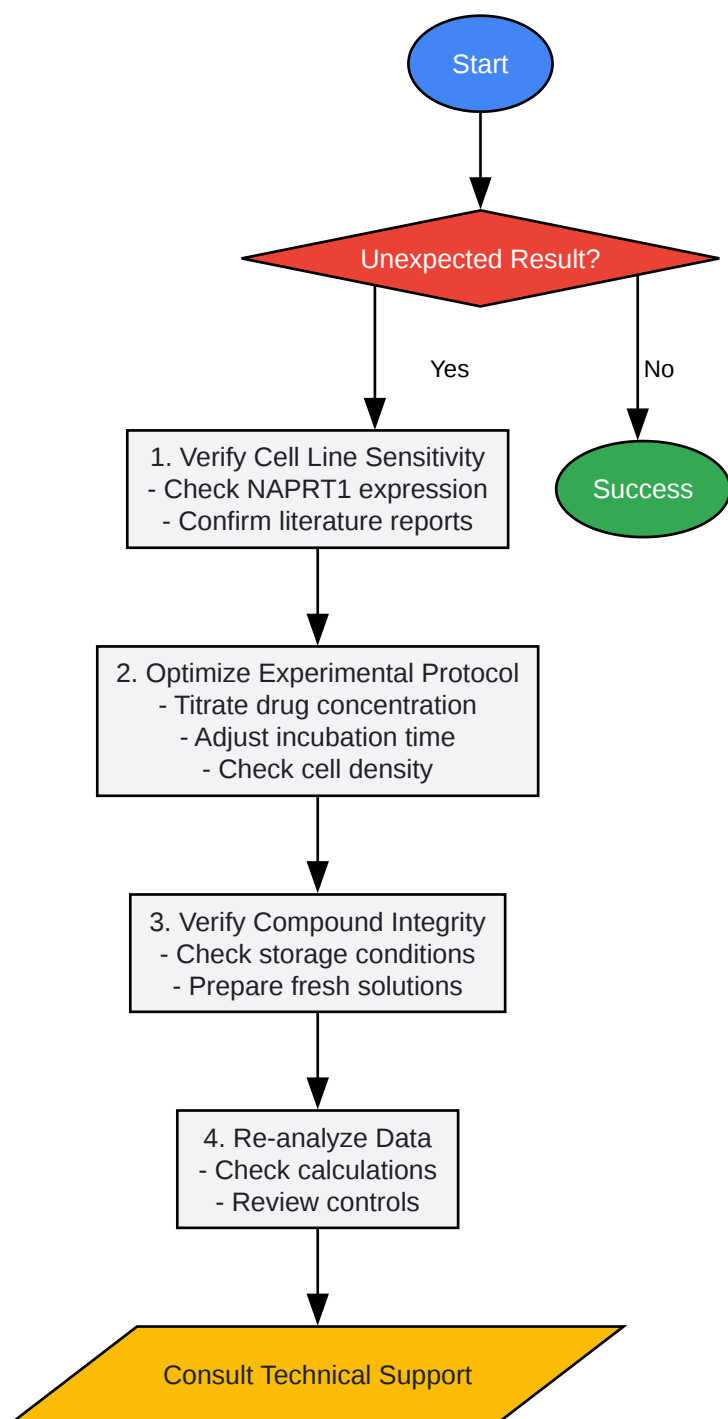 Start
Unexpected Result?
Yes
No
1. Verify Cell Line Sensitivity
- Check NAPRT1 expression
- Confirm literature reports
Success
2. Optimize Experimental Protocol
- Titrate drug concentration
- Adjust incubation time
- Check cell density
3. Verify Compound Integrity
- Check storage conditions
- Prepare fresh solutions
4. Re-analyze Data
- Check calculations
- Review controls
Consult Technical Support